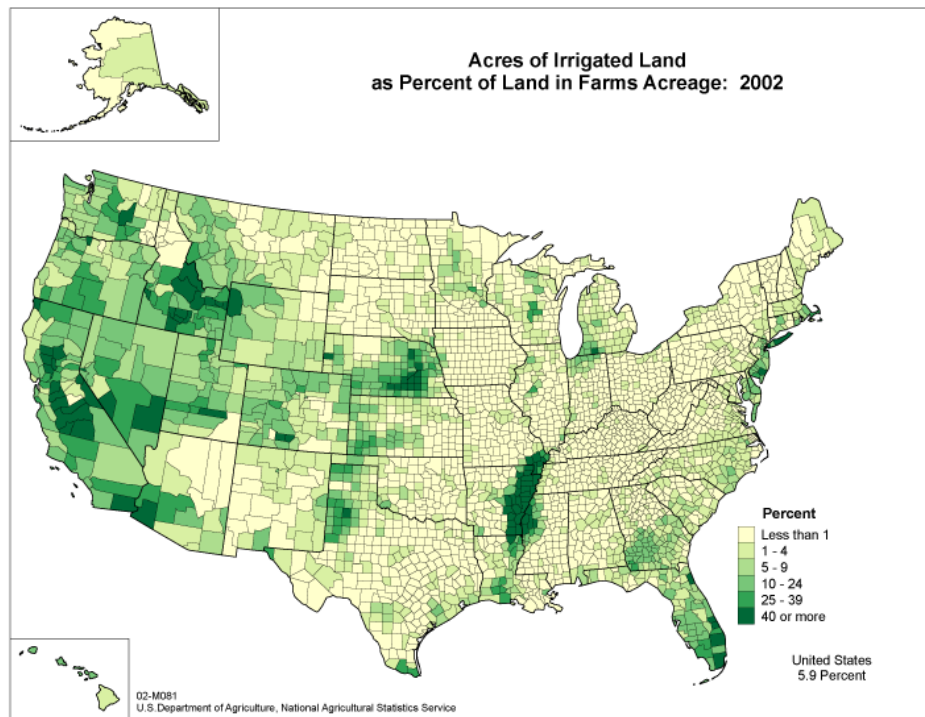 Acres of Irrigated Land
as Percent of Land in Farms Acreage: 2002
Percent
Less than 1
1 - 4
5 - 9
10 - 24
25 - 39
40 or more
United States
5.9 Percent
02-M081
U.S.Department of Agriculture, National Agricultural Statistics Service